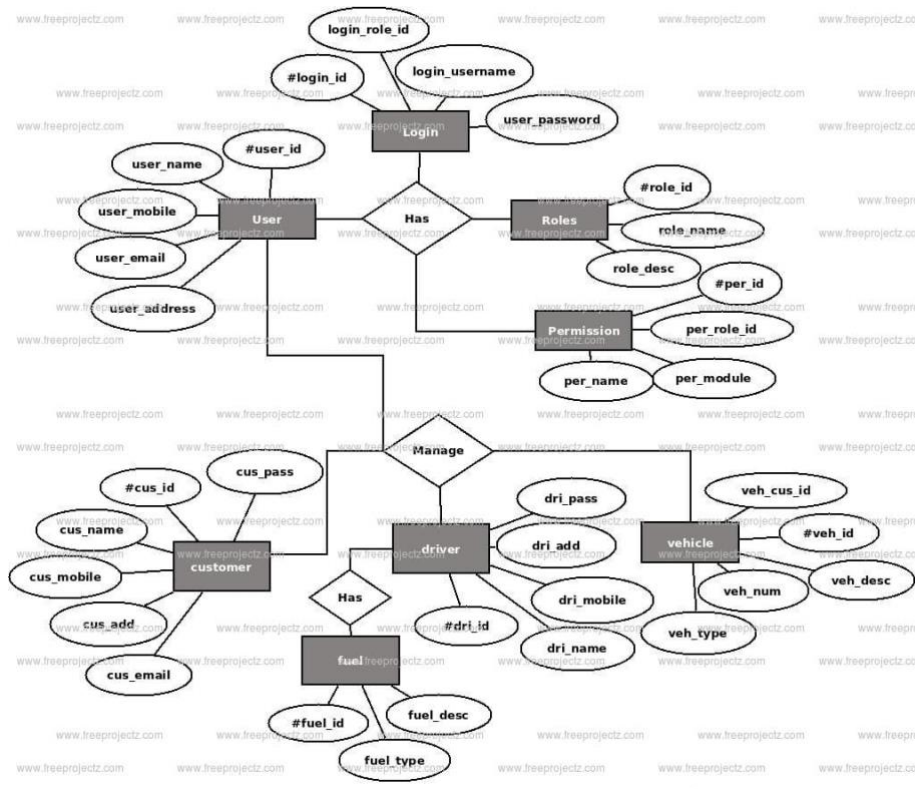 login_role_id
#login_id
login_username
Login
user_password
#user_id
user_name
user_mobile
User
Has
Roles
#role_id
role_name
role_desc
user_email
user_address
#per_id
Permission
per_role_id
per_name
per_module
Manage
cus_pass
#cus_id
cus_name
customer
cus_mobile
cus_add
cus_email
dri_pass
driver
dri_add
dri_mobile
#dri_id
dri_name
veh_cus_id
vehicle
#veh_id
veh_desc
veh_num
veh_type
Has
fuel
#fuel_id
fuel_desc
fuel_type
www.freeprojectz.com